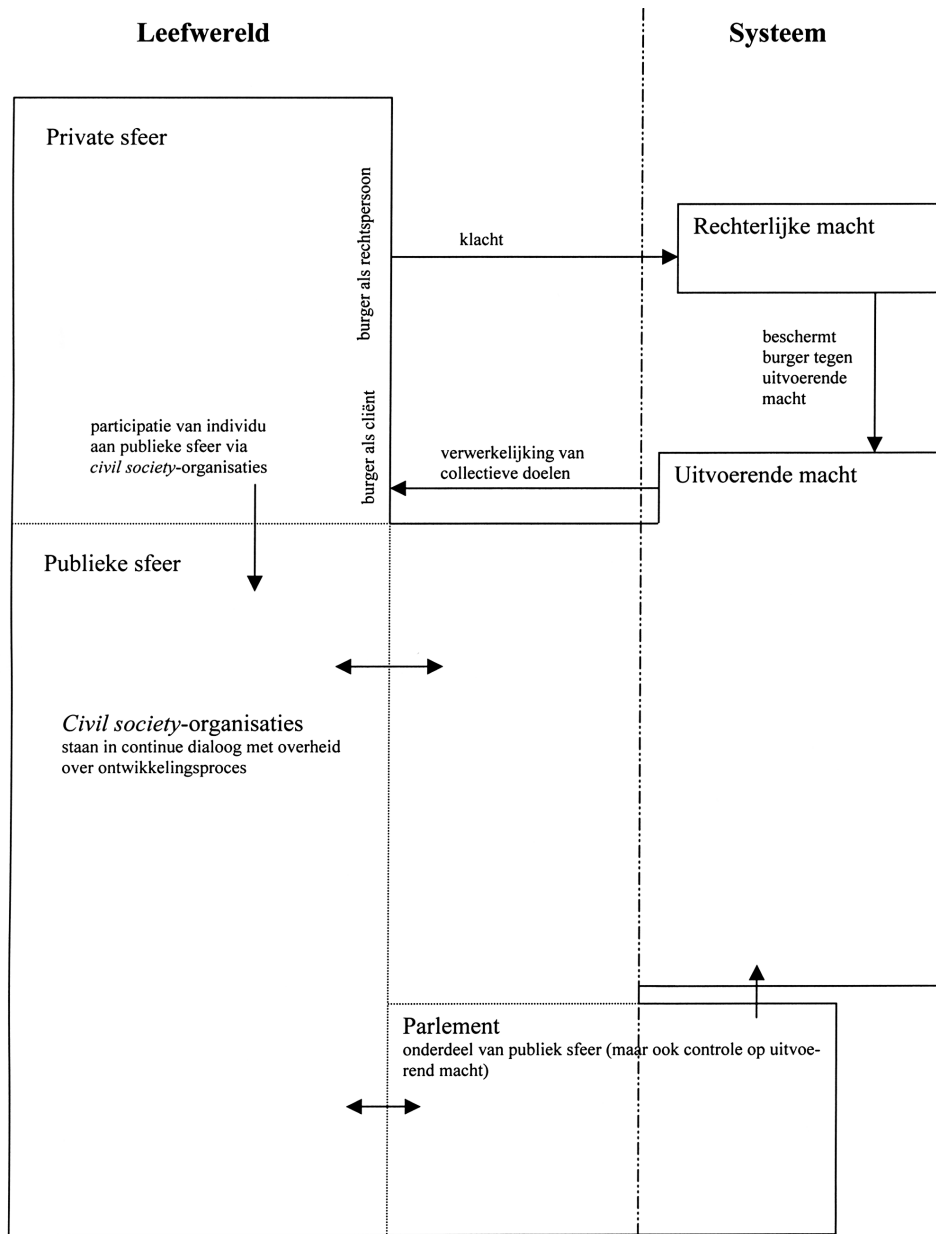 Leefwereld
Systeem
Private sfeer
burger als rechtspersoon
klacht
Rechterlijke macht
beschermt
burger tegen
uitvoerende
macht
participatie van individu
aan publieke sfeer via
civil society-organisaties
burger als cliënt
verwerkelijking van
collectieve doelen
Uitvoerende macht
Publieke sfeer
Civil society-organisaties
staan in continue dialoog met overheid
over ontwikkelingsproces
Parlement
onderdeel van publiek sfeer (maar ook controle op uitvoe-
rend macht)